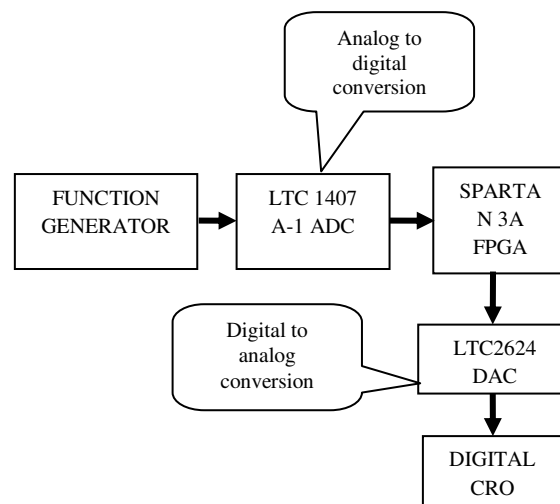 Analog to
digital
conversion
FUNCTION
GENERATOR
LTC 1407
A-1 ADC
SPARTA
N 3A
FPGA
Digital to
analog
conversion
LTC2624
DAC
DIGITAL
CRO